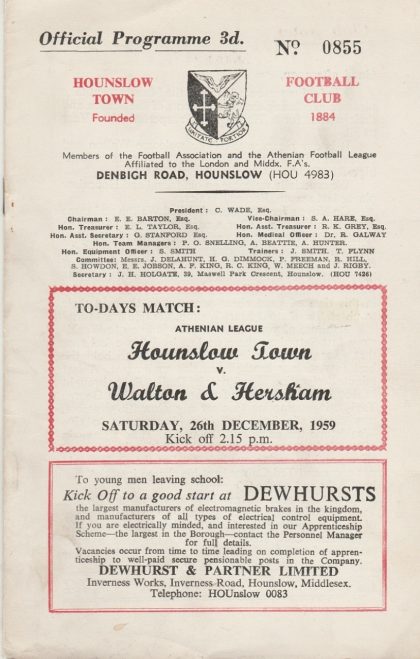 Official Programme 3d.
Nº 0855
HOUNSLOW TOWN
Founded
FOOTBALL CLUB
1884
UNITATE FORTIOR
Members of the Football Association and the Athenian Football League
Affiliated to the London and Middx. F.A's.
DENBIGH ROAD, HOUNSLOW (HOU 4983)
President : C. WADE, Esq.
Chairman : E. E. BARTON, Esq. Vice-Chairman : S. A. HARE, Esq.
Hon. Treasurer : E. L. TAYLOR, Esq. Hon. Asst. Treasurer : R. K. GREY, Esq.
Hon. Asst. Secretary : O. STANFORD, Esq. Hon. Medical Officer : Dr. R. GALWAY
Hon. Team Managers : P. O. SNELLING, A. BEATTIE, A. HUNTER.
Hon. Equipment Officer : S. SMITH. Trainers : J. SMITH, T. FLYNN
Committee: Messrs. J. DELAHUNT, H. G. DIMMOCK, P. FREEMAN, R. HILL,
S. HOWDON, E. E. JOBSON, A. F. KING, R. C. KING, W. MEECH and J. RIGBY.
Secretary : J. H. HOLGATE, 39, Maswell Park Crescent, Hounslow. (HOU 7426)
TO-DAYS MATCH:
ATHENIAN LEAGUE
Hounslow Town
v.
Walton & Hersham
SATURDAY, 26th DECEMBER, 1959
Kick off 2.15 p.m.
To young men leaving school:
Kick Off to a good start at DEWHURSTS
the largest manufacturers of electromagnetic brakes in the kingdom,
and manufacturers of all types of electrical control equipment.
If you are electrically minded, and interested in our Apprenticeship
Scheme—the largest in the Borough—contact the Personnel Manager
for full details.
Vacancies occur from time to time leading on completion of appren-
ticeship to well-paid secure pensionable posts in the Company.
DEWHURST & PARTNER LIMITED
Inverness Works, Inverness Road, Hounslow, Middlesex.
Telephone: HOUnslow 0083